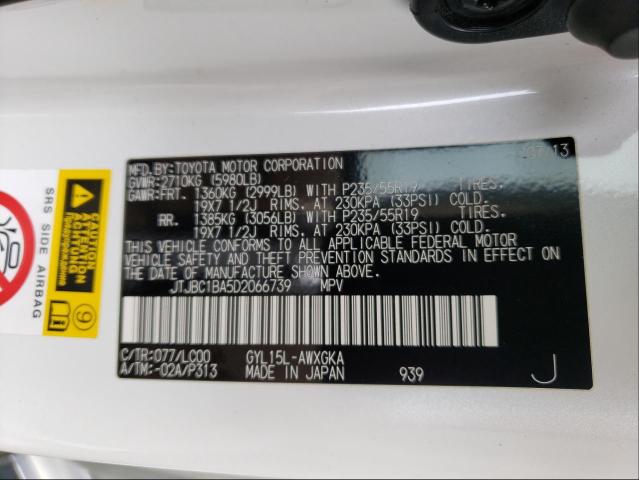 07/13
MFD.BY:TOYOTA MOTOR CORPORATION
GVWR:2710KG (5980LB)
GAWR:FRT. 1360KG (2999LB) WITH P235/55R19 TIRES.
19X7 1/2J RIMS. AT 230KPA (33PSI) COLD.
RR. 1385KG (3056LB) WITH P235/55R19 TIRES.
19X7 1/2J RIMS. AT 230KPA (33PSI) COLD.
THIS VEHICLE CONFORMS TO ALL APPLICABLE FEDERAL MOTOR
VEHICLE SAFETY AND THEFT PREVENTION STANDARDS IN EFFECT ON
THE DATE OF MANUFACTURE SHOWN ABOVE.
JTJBC1BA5D2066739 MPV
C/TR:077/LC00 GYL15L-AWXGKA
A/TM:-02A/P313 MADE IN JAPAN 939 J
SRS SIDE AIRBAG
CAUTION
ACTAMUNG
9